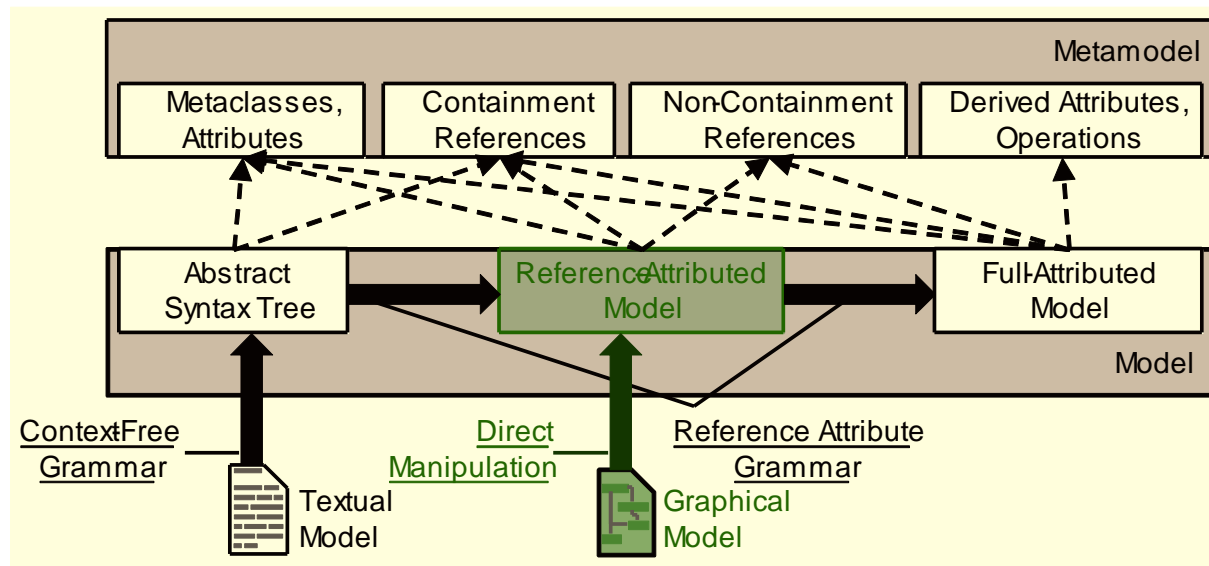 Metamodel
Metaclasses,
Attributes
Containment
References
Non-Containment
References
Derived Attributes,
Operations
Abstract
Syntax Tree
Reference-Attributed
Model
Full-Attributed
Model
Model
Context-Free
Grammar
Direct
Manipulation
Reference Attribute
Grammar
Textual
Model
Graphical
Model